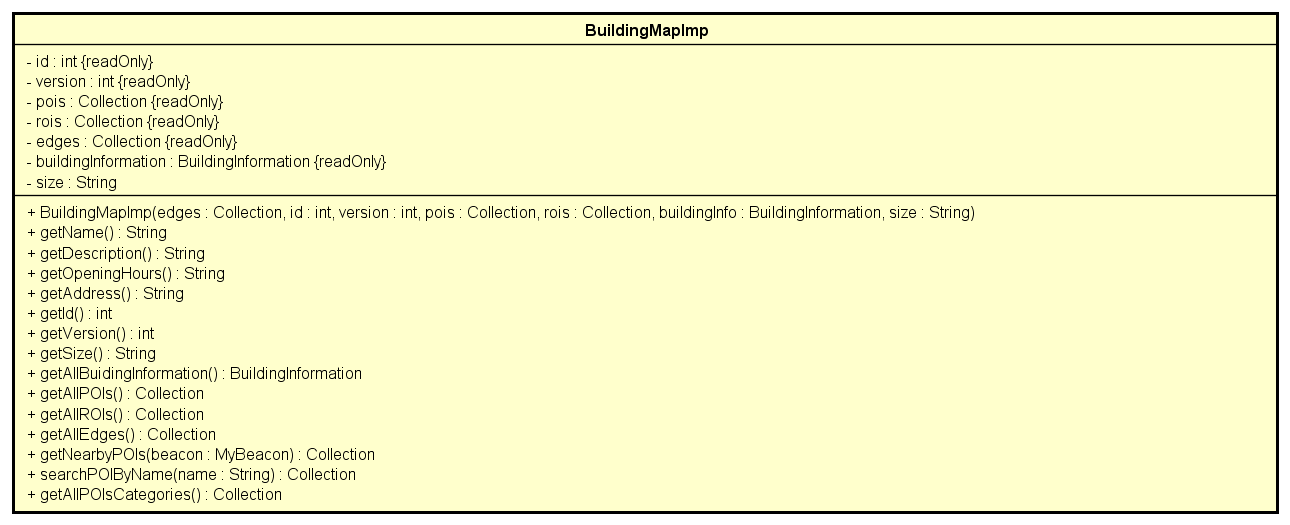 BuildingMapImp
- id : int {readOnly}
- version : int {readOnly}
- pois : Collection {readOnly}
- rois : Collection {readOnly}
- edges : Collection {readOnly}
- buildingInformation : BuildingInformation {readOnly}
- size : String
+ BuildingMapImp(edges : Collection, id : int, version : int, pois : Collection, rois : Collection, buildingInfo : BuildingInformation, size : String)
+ getName() : String
+ getDescription() : String
+ getOpeningHours() : String
+ getAddress() : String
+ getId() : int
+ getVersion() : int
+ getSize() : String
+ getAllBuidingInformation() : BuildingInformation
+ getAllPOIs() : Collection
+ getAllROIs() : Collection
+ getAllEdges() : Collection
+ getNearbyPOIs(beacon : MyBeacon) : Collection
+ searchPOIByName(name : String) : Collection
+ getAllPOIsCategories() : Collection